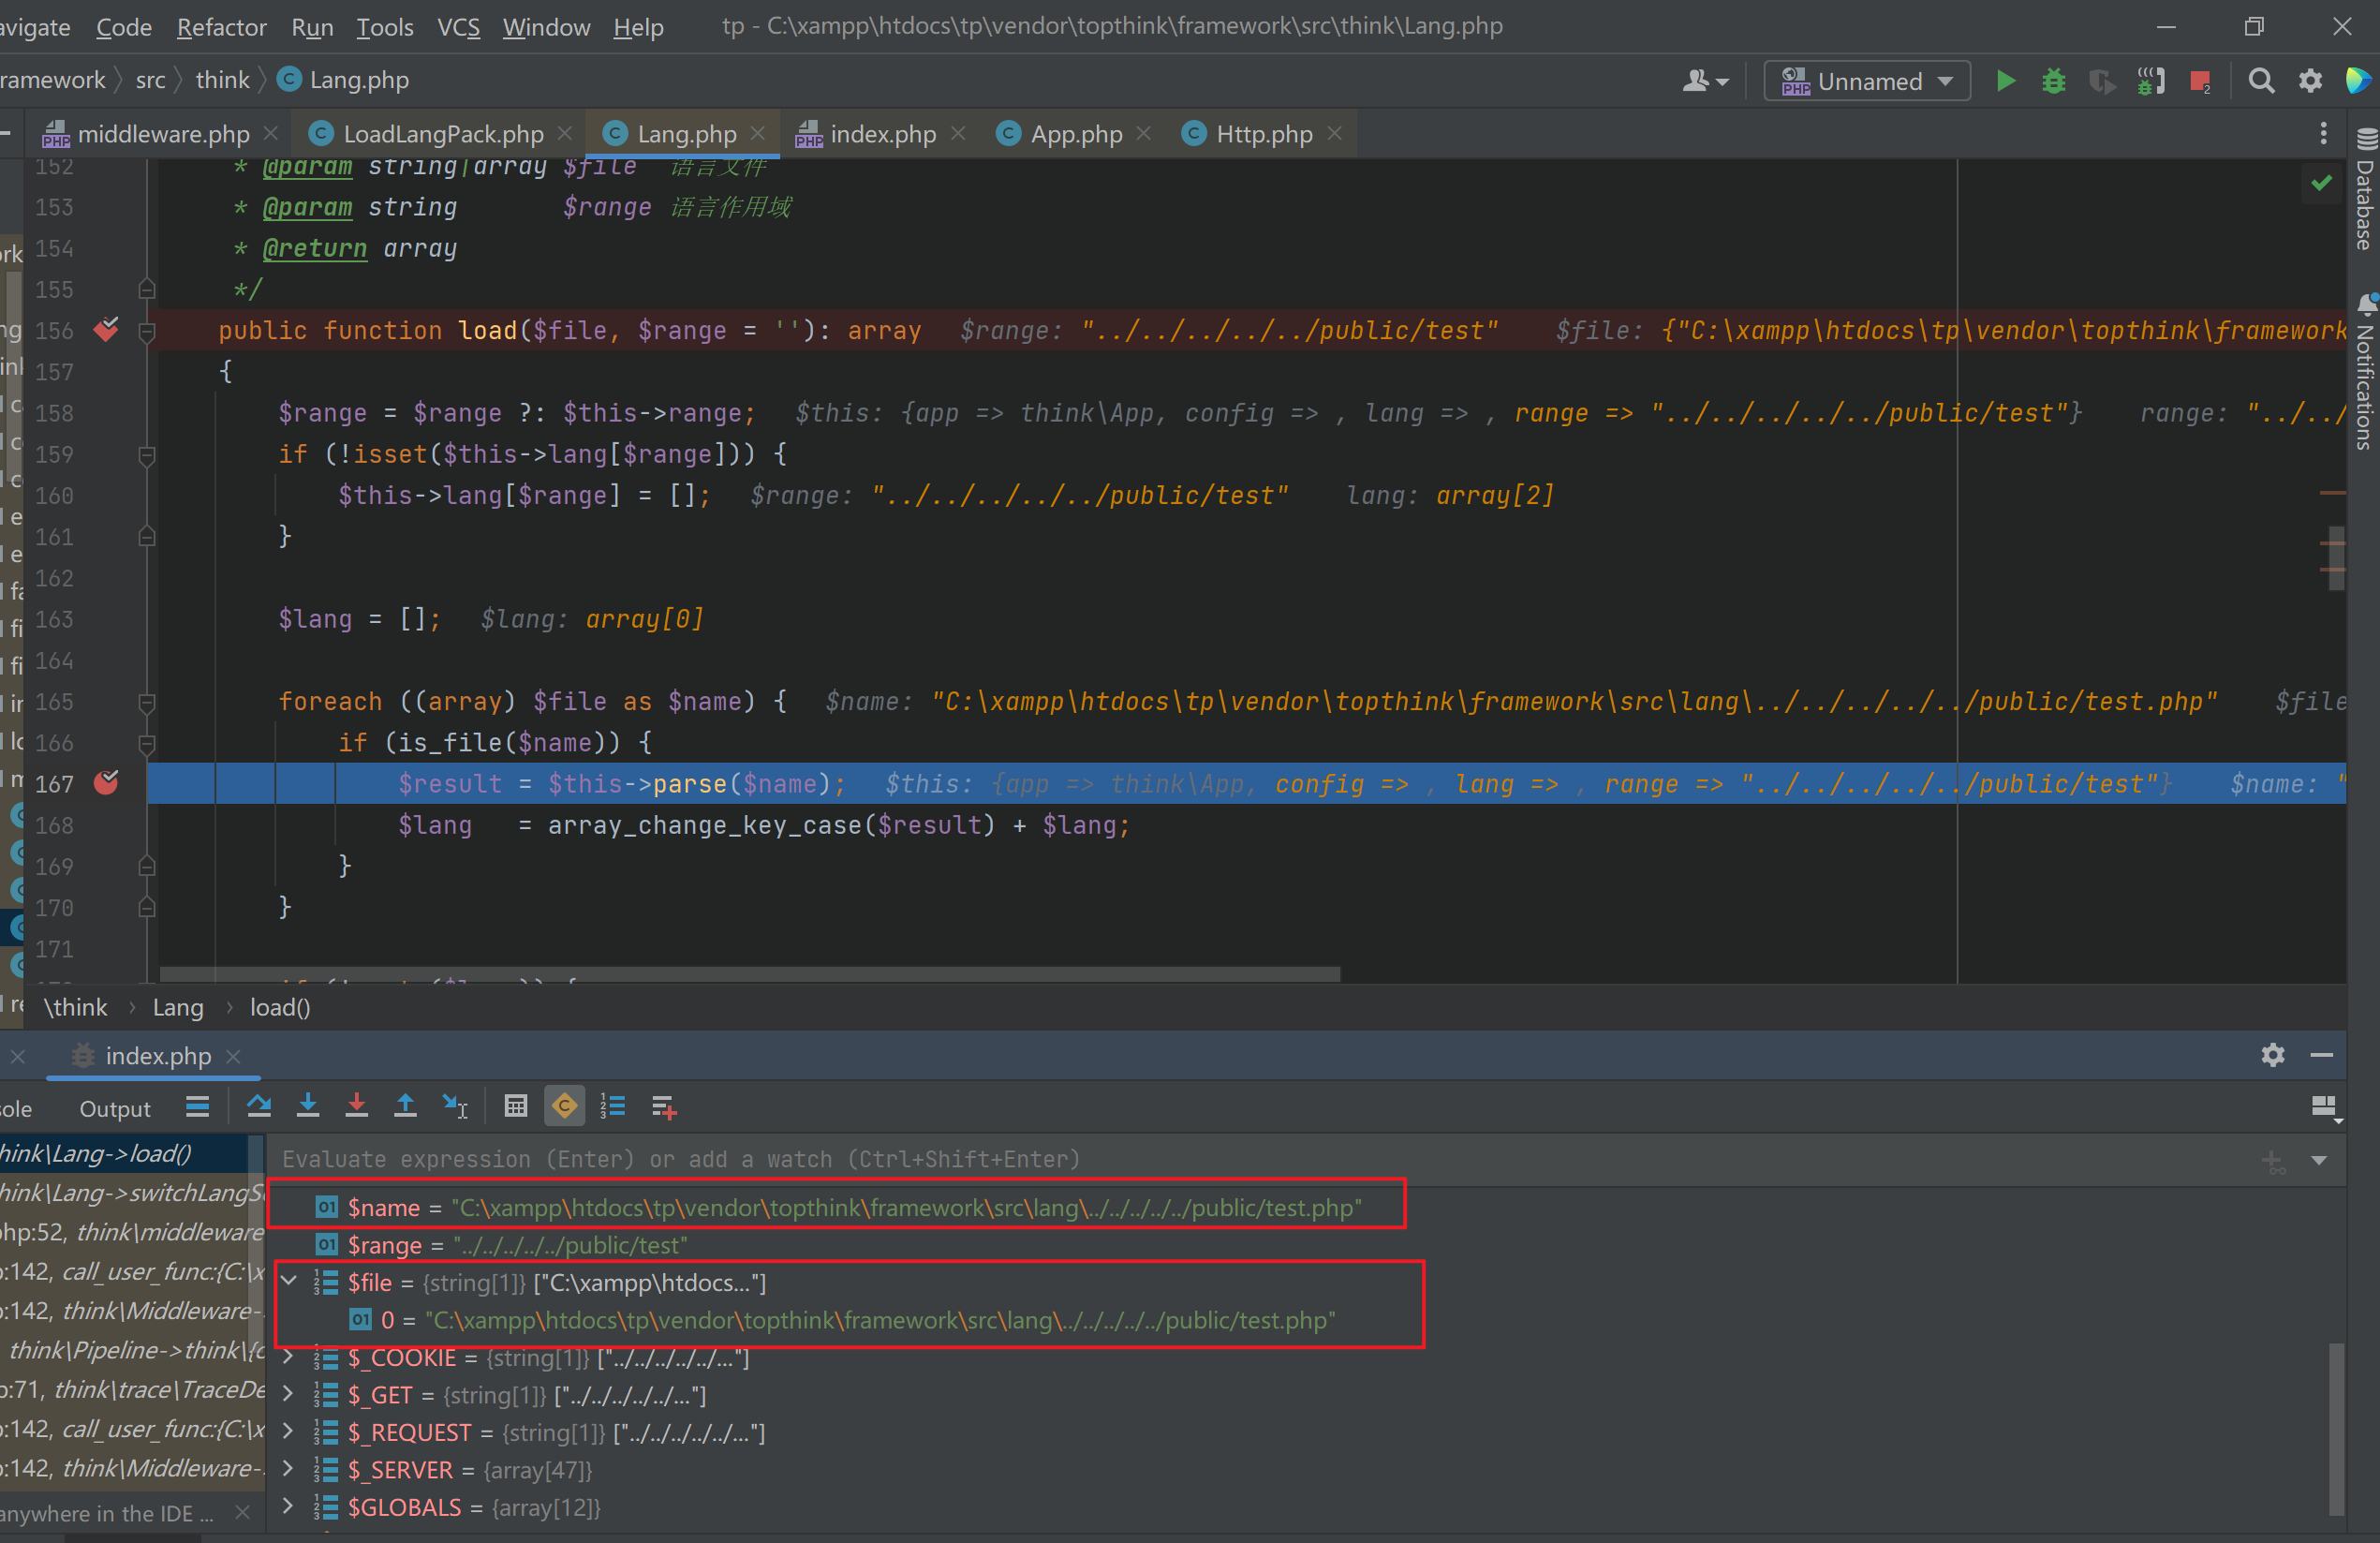 avigate Code Refactor Run Tools VCS Window Help tp - C:\xampp\htdocs\tp\vendor\topthink\framework\src\think\Lang.php
ramework src think Lang.php Unnamed
middleware.php LoadLangPack.php Lang.php index.php App.php Http.php
152 * @param string|array $file 语言文件
153 * @param string $range 语言作用域
154 * @return array
155 */
156 public function load($file, $range = ''): array $range: "../../../../../public/test" $file: {"C:\xampp\htdocs\tp\vendor\topthink\framework
157 {
158 $range = $range ?: $this->range; $this: {app => think\App, config => , lang => , range => "../../../../../public/test"} range: "../../
159 if (!isset($this->lang[$range])) {
160 $this->lang[$range] = []; $range: "../../../../../public/test" lang: array[2]
161 }
162
163 $lang = []; $lang: array[0]
164
165 foreach ((array) $file as $name) { $name: "C:\xampp\htdocs\tp\vendor\topthink\framework\src\lang\../../../../../public/test.php" $file
166 if (is_file($name)) {
167 $result = $this->parse($name); $this: {app => think\App, config => , lang => , range => "../../../../../public/test"} $name: "
168 $lang = array_change_key_case($result) + $lang;
169 }
170 }
171
\think Lang load()
index.php
ole Output
Evaluate expression (Enter) or add a watch (Ctrl+Shift+Enter)
hink\Lang->load()
hink\Lang->switchLangS
hp:52, think\middleware
o:142, call_user_func:{C:\x
o:142, think\Middleware-
think\Pipeline->think\{c
p:71, think\trace\TraceDe
o:142, call_user_func:{C:\x
o:142, think\Middleware-
anywhere in the IDE ...
$name = "C:\xampp\htdocs\tp\vendor\topthink\framework\src\lang\../../../../../public/test.php"
$range = "../../../../../public/test"
$file = {string[1]} ["C:\xampp\htdocs..."]
0 = "C:\xampp\htdocs\tp\vendor\topthink\framework\src\lang\../../../../../public/test.php"
$_COOKIE = {string[1]} ["../../../../../..."]
$_GET = {string[1]} ["../../../../../..."]
$_REQUEST = {string[1]} ["../../../../../..."]
$_SERVER = {array[47]}
$GLOBALS = {array[12]}
Database
Notifications